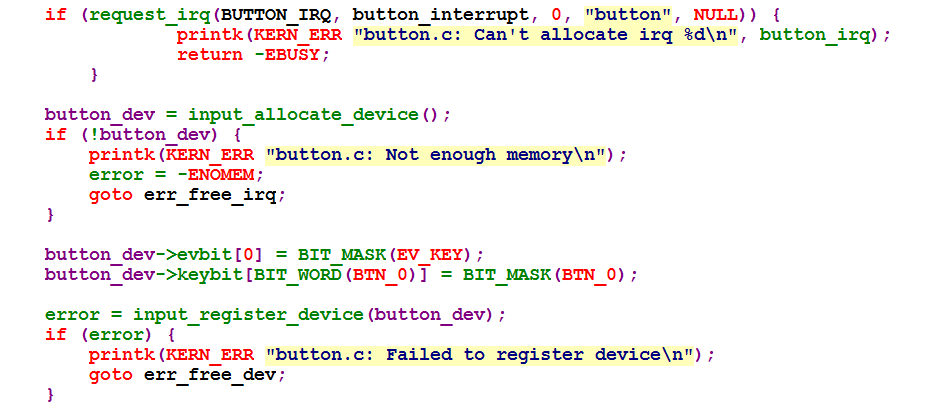 if (request_irq(BUTTON_IRQ, button_interrupt, 0, "button", NULL)) {
printk(KERN_ERR "button.c: Can't allocate irq %d\n", button_irq);
return -EBUSY;
}
button_dev = input_allocate_device();
if (!button_dev) {
printk(KERN_ERR "button.c: Not enough memory\n");
error = -ENOMEM;
goto err_free_irq;
}
button_dev->evbit[0] = BIT_MASK(EV_KEY);
button_dev->keybit[BIT_WORD(BTN_0)] = BIT_MASK(BTN_0);
error = input_register_device(button_dev);
if (error) {
printk(KERN_ERR "button.c: Failed to register device\n");
goto err_free_dev;
}